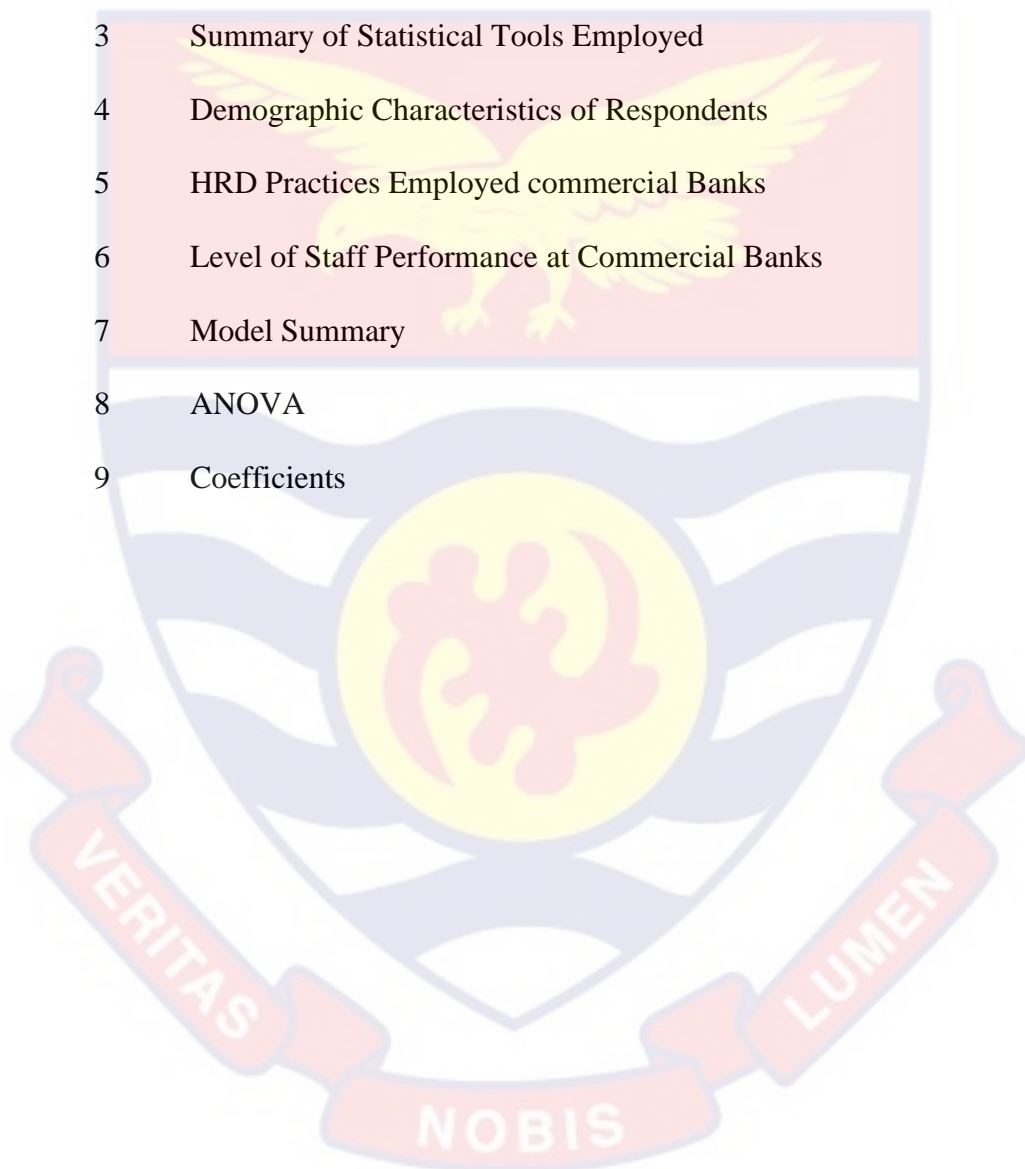 3 Summary of Statistical Tools Employed
4 Demographic Characteristics of Respondents
5 HRD Practices Employed commercial Banks
6 Level of Staff Performance at Commercial Banks
7 Model Summary
8 ANOVA
9 Coefficients
VERITAS
NOBIS
LUMEN